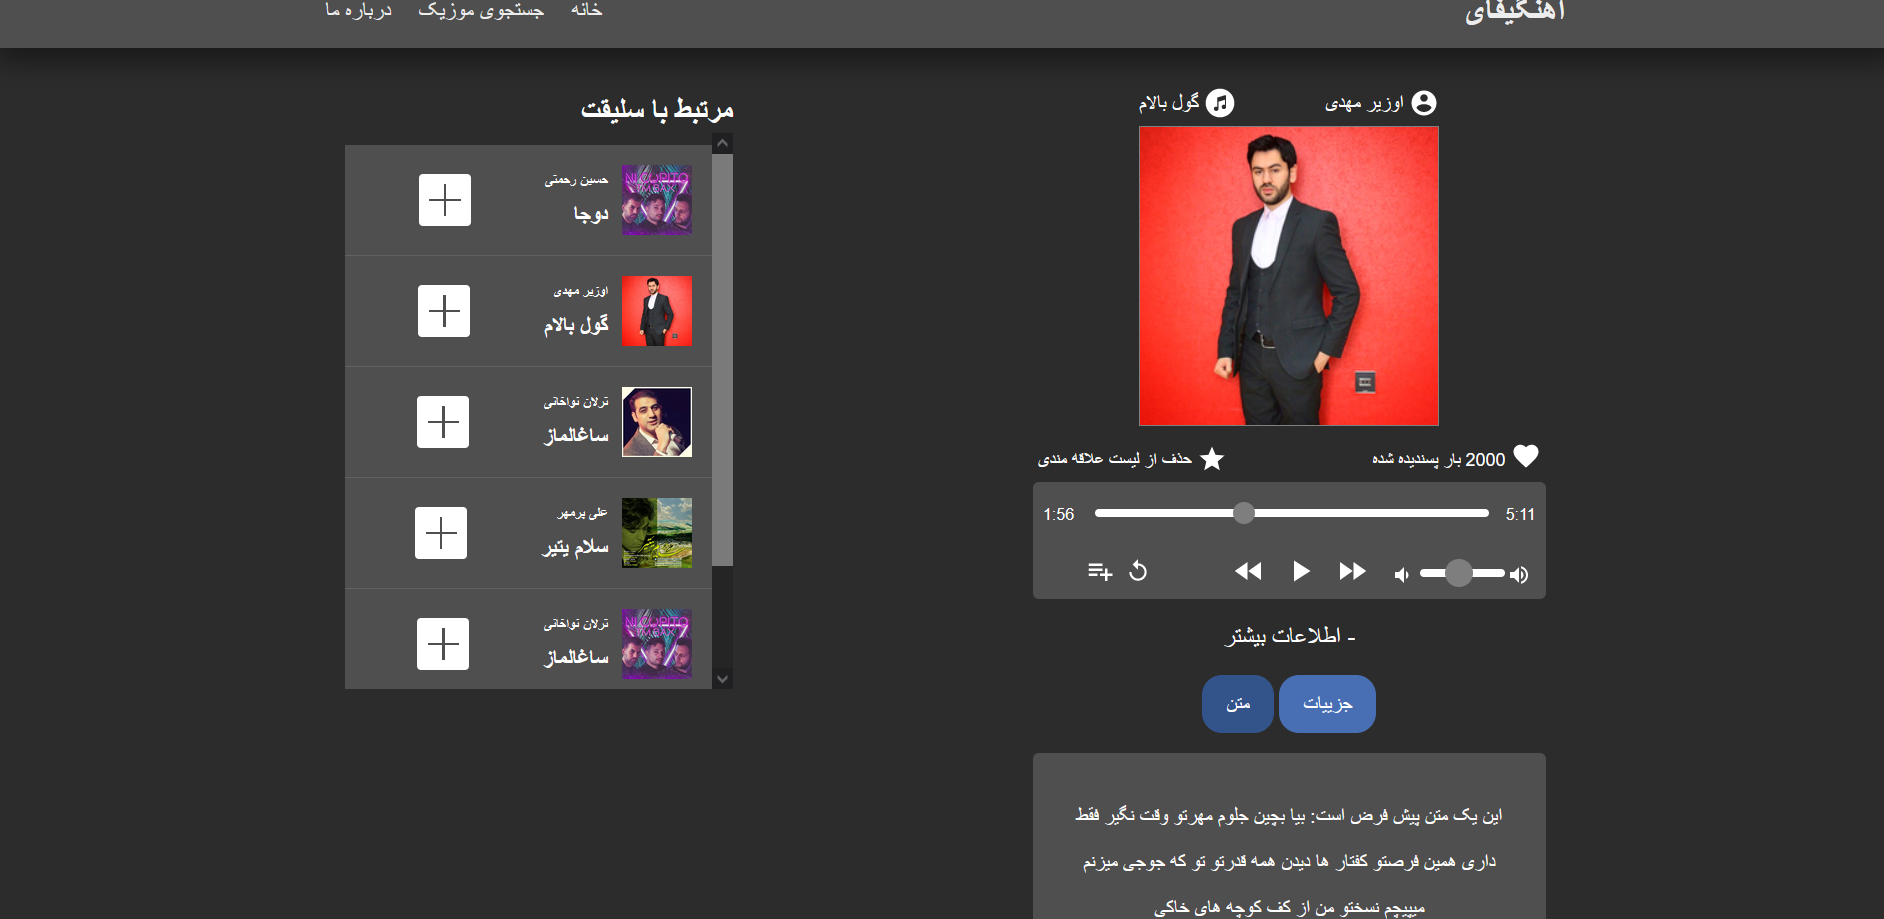 آهنگیفای
خانه
جستجوی موزیک
درباره ما
اوزیر مهدی
گول بالام
2000 بار پسندیده شده
حذف از لیست علاقه مندی
1:56
5:11
- اطلاعات بیشتر
جزییات
متن
این یک متن پیش فرض است: بیا بچین جلوم مهرتو وقت نگیر فقط
داری همین فرصتو کفتار ها دیدن همه قدرتو تو که جوجی میزنم
میپیچم نسختو من از کف کوچه های خاکی
مرتبط با سلیقت
حسین رحمتی
دوجا
اوزیر مهدی
گول بالام
ترلان نواخانی
ساغالماز
علی پرمهر
سلام یتیر
ترلان نواخانی
ساغالماز